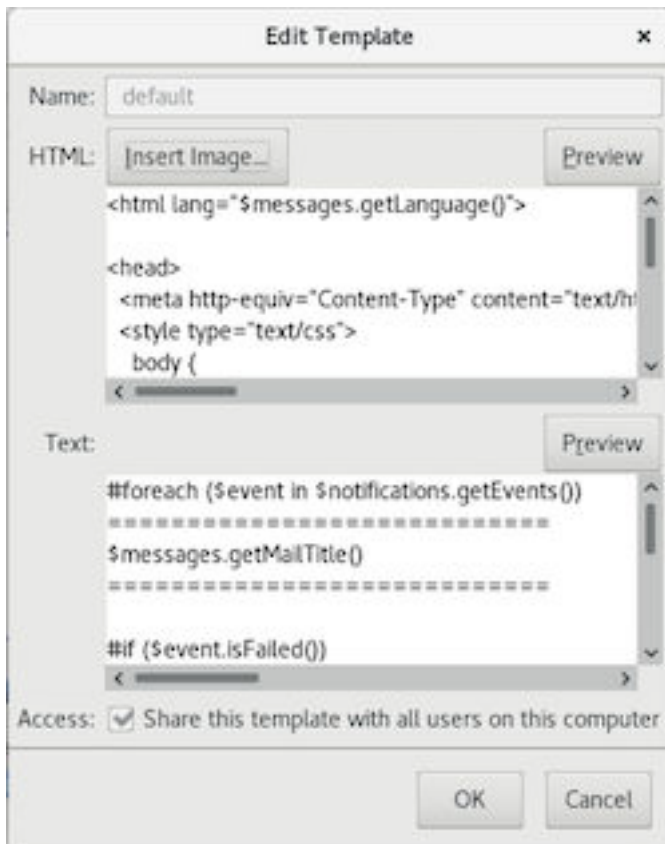 Edit Template ×
Name: default
HTML: Insert Image... Preview
<html lang="$messages.getLanguage()">
<head>
<meta http-equiv="Content-Type" content="text/ht
<style type="text/css">
body {
Text: Preview
#foreach ($event in $notifications.getEvents())
============================
$messages.getMailTitle()
============================
#if ($event.isFailed())
Access: Share this template with all users on this computer
OK Cancel